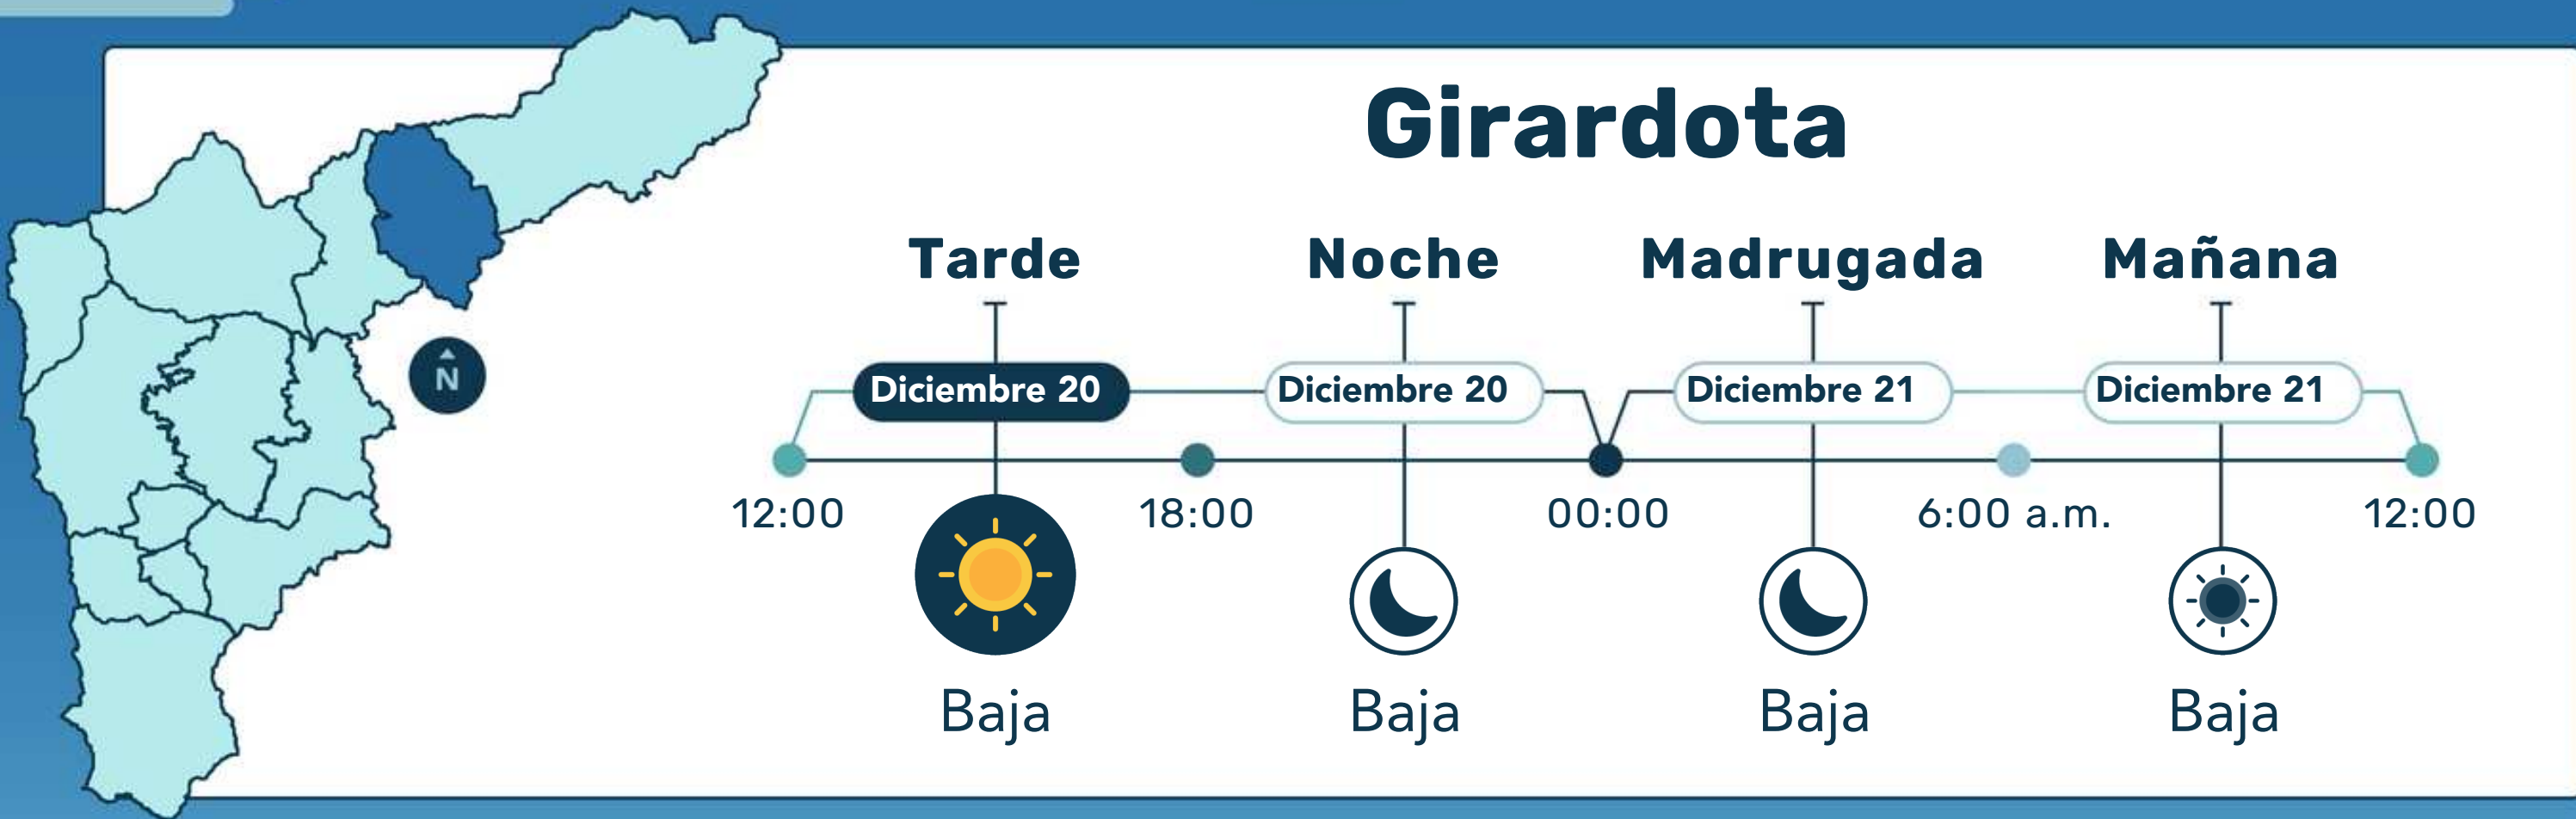 Girardota
Tarde Noche Madrugada Mañana
Diciembre 20 Diciembre 20 Diciembre 21 Diciembre 21
N
12:00 18:00 00:00 6:00 a.m. 12:00
Baja Baja Baja Baja